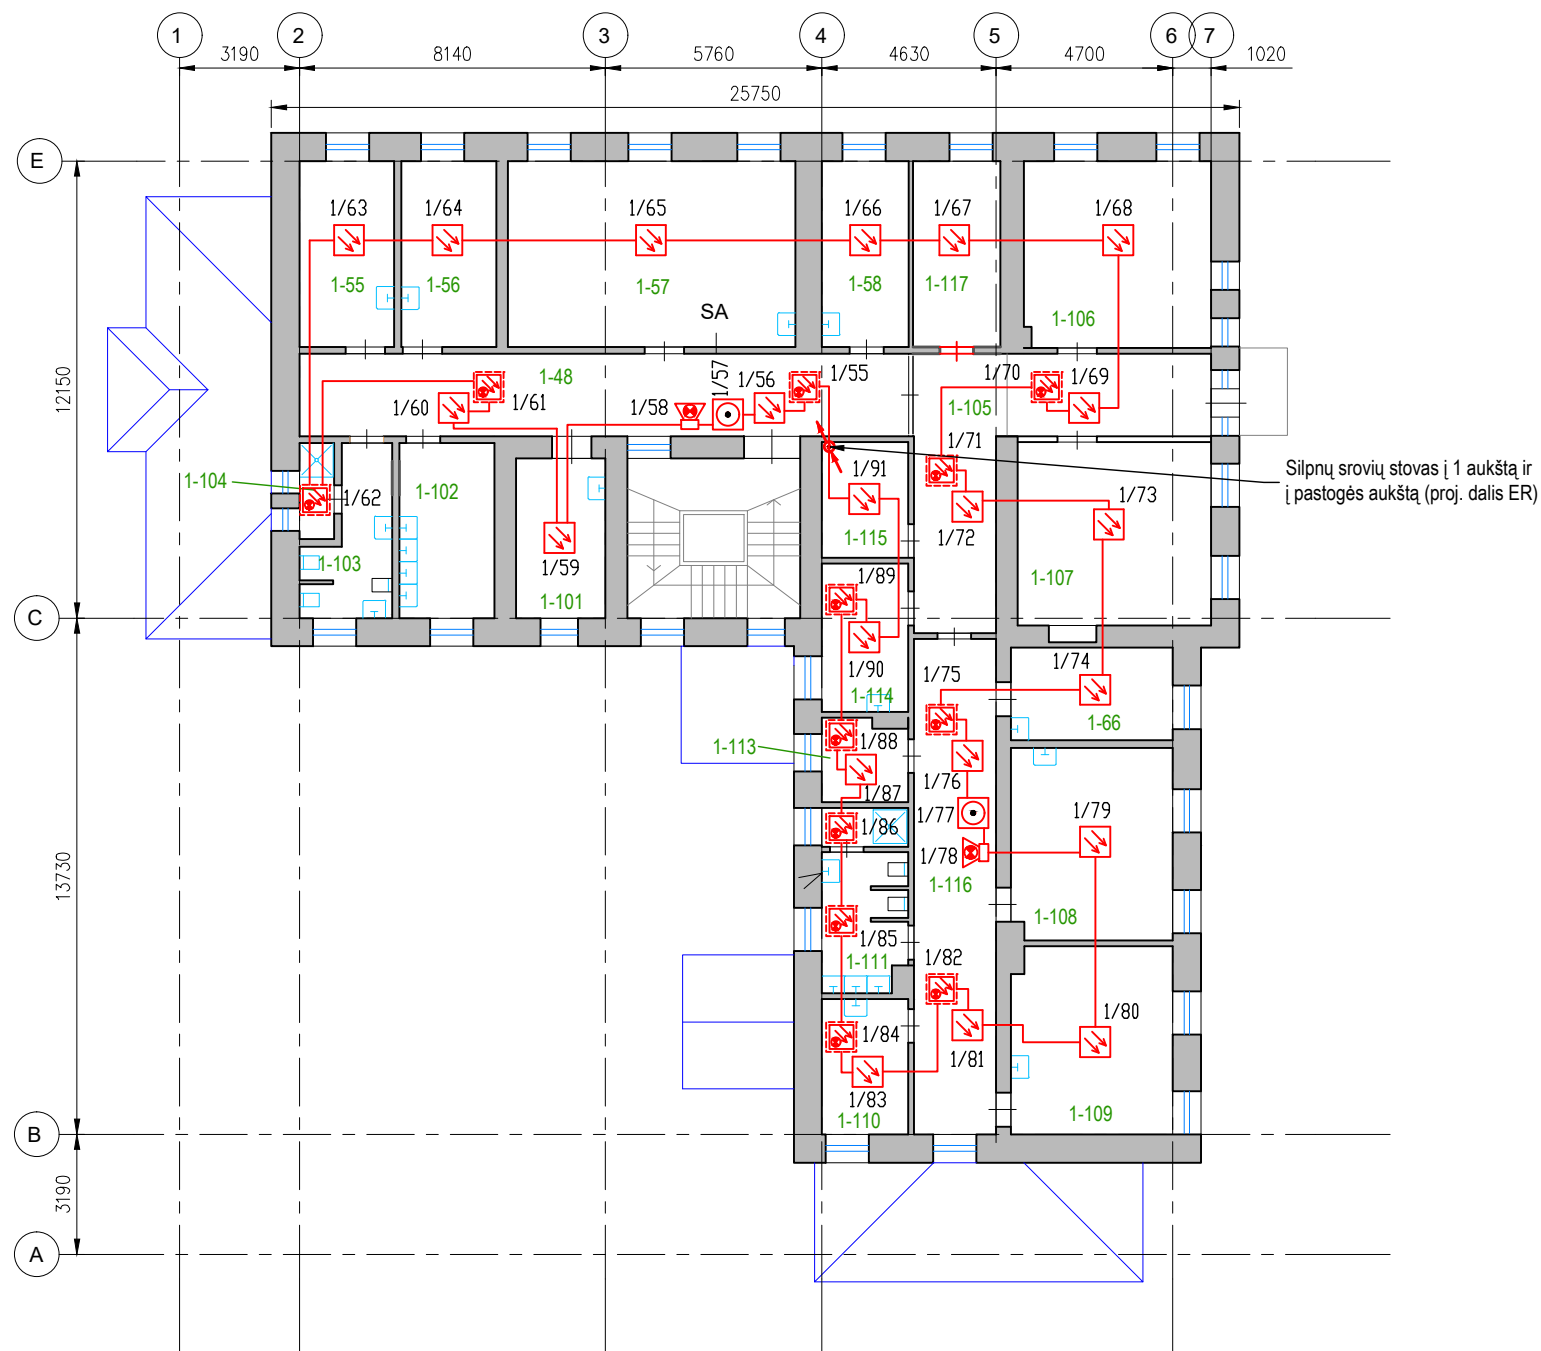 1 2 3 4 5 6 7
3190 8140 5760 4630 4700 1020
25750
E
1/63 1/64 1/65 1/66 1/67 1/68
1-55 1-56 1-57 1-58 1-117
SA 1-106
12150
1-48 1/57 1/56 1/55 1/70 1/69
1/60 1/61 1/58 1-105
1/71
1/91
Silpnų srovių stovas į 1 aukštą ir
į pastogės aukštą (proj. dalis ER)
1-104 1/62 1-102 1/73
1-115 1/72
1-103 1/59 1/89 1-107
1-101
C
1/90 1/75 1/74
1-114
1-66
1-113 1/88
1/87 1/76
1/86 1/77 1/79
1/78
13730
1-116
1-108
1/85
1-111 1/82
1/80
1/84 1/81
1/83
1-110 1-109
B
3190
A